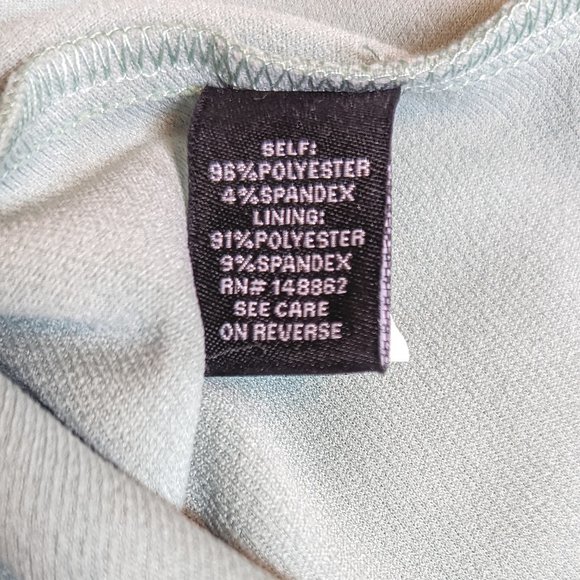 SELF:
96%POLYESTER
4%SPANDEX
LINING:
91%POLYESTER
9%SPANDEX
RN# 148862
SEE CARE
ON REVERSE